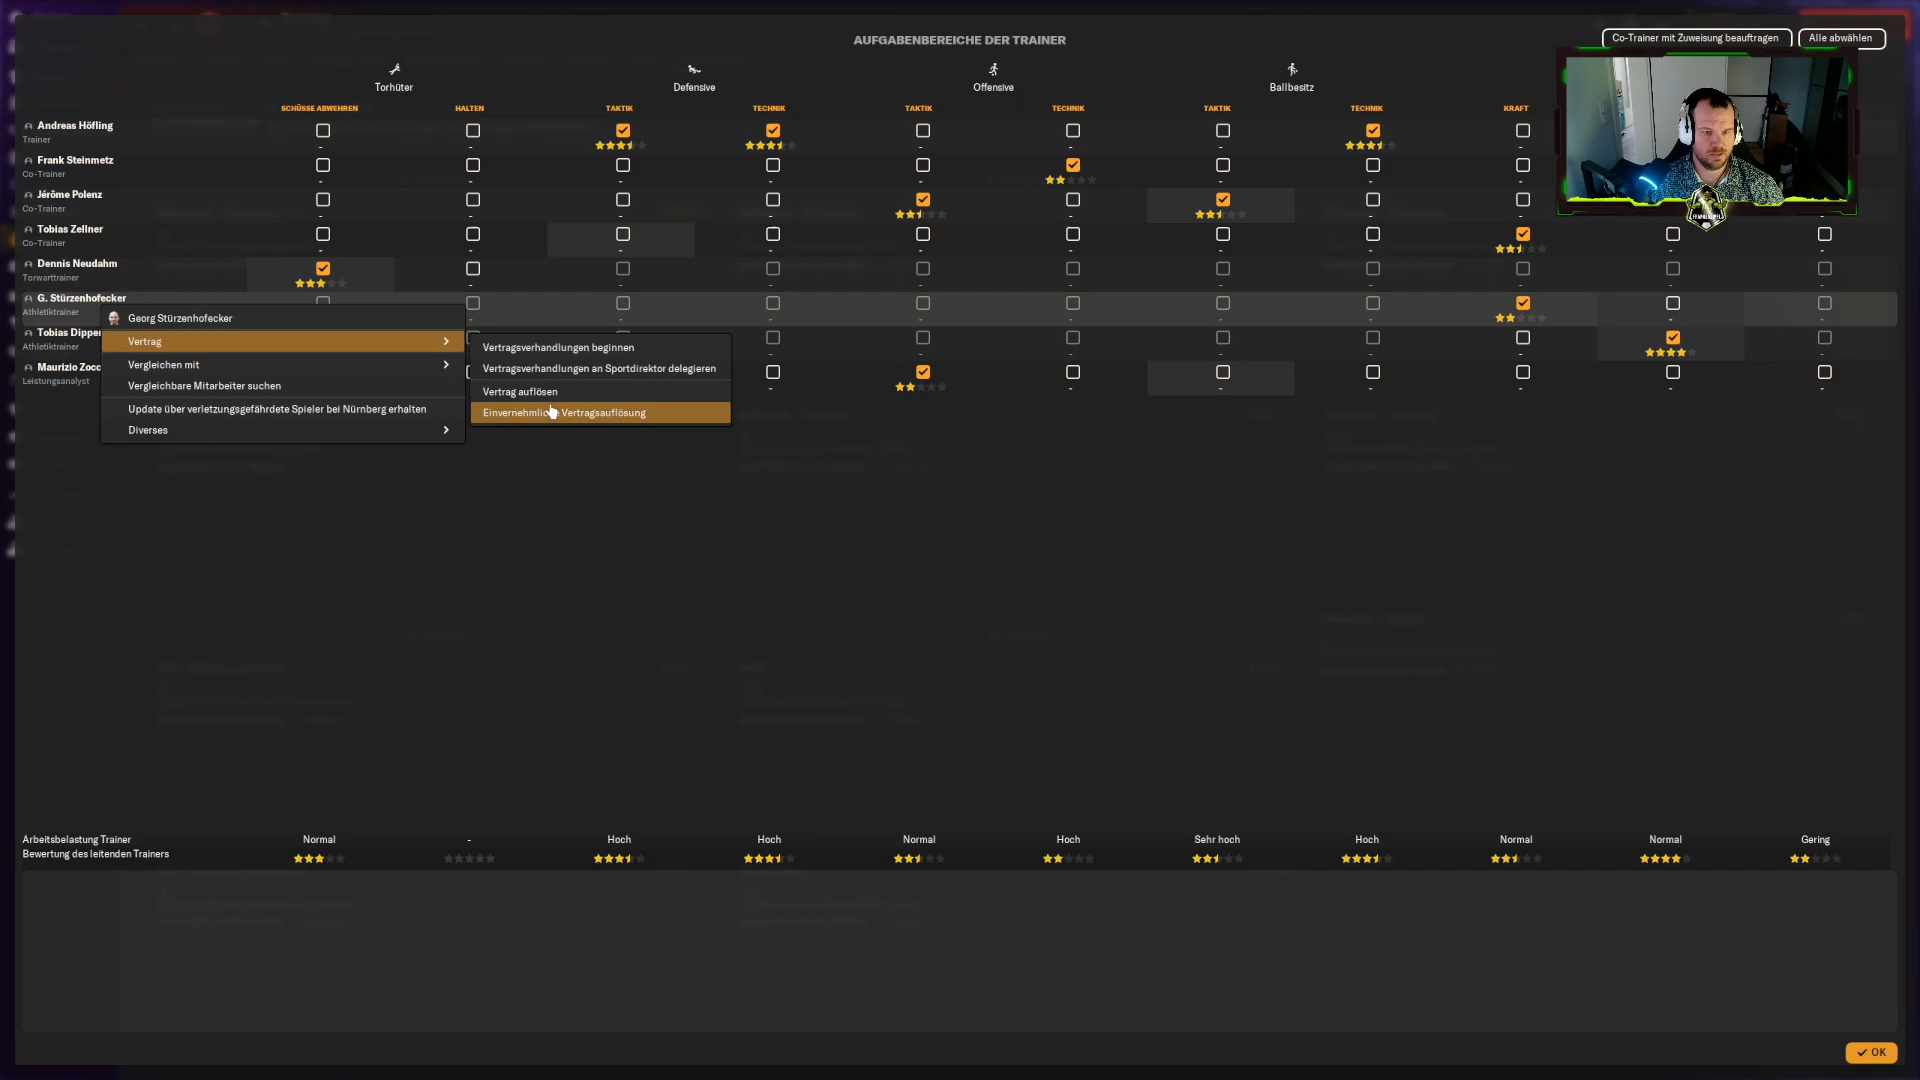 AUFGABENBEREICHE DER TRAINER
Co-Trainer mit Zuweisung beauftragen
Alle abwählen
Torhüter
Defensive
Offensive
Ballbesitz
SCHÜSSE ABWEHREN
HALTEN
TAKTIK
TECHNIK
TAKTIK
TECHNIK
TAKTIK
TECHNIK
KRAFT
Andreas Höfling
Trainer
Frank Steinmetz
Co-Trainer
Jérôme Polenz
Co-Trainer
Tobias Zellner
Co-Trainer
Dennis Neudahm
Torwarttrainer
G. Stürzenhofecker
Athletiktrainer
Tobias Dipper
Athletiktrainer
Maurizio Zocc
Leistungsanalyst
Georg Stürzenhofecker
Vertrag
Vergleichen mit
Vergleichbare Mitarbeiter suchen
Update über verletzungsgefährdete Spieler bei Nürnberg erhalten
Diverses
Vertragsverhandlungen beginnen
Vertragsverhandlungen an Sportdirektor delegieren
Vertrag auflösen
Einvernehmliche Vertragsauflösung
Arbeitsbelastung Trainer
Normal
-
Hoch
Hoch
Normal
Hoch
Sehr hoch
Hoch
Normal
Normal
Gering
Bewertung des leitenden Trainers
OK